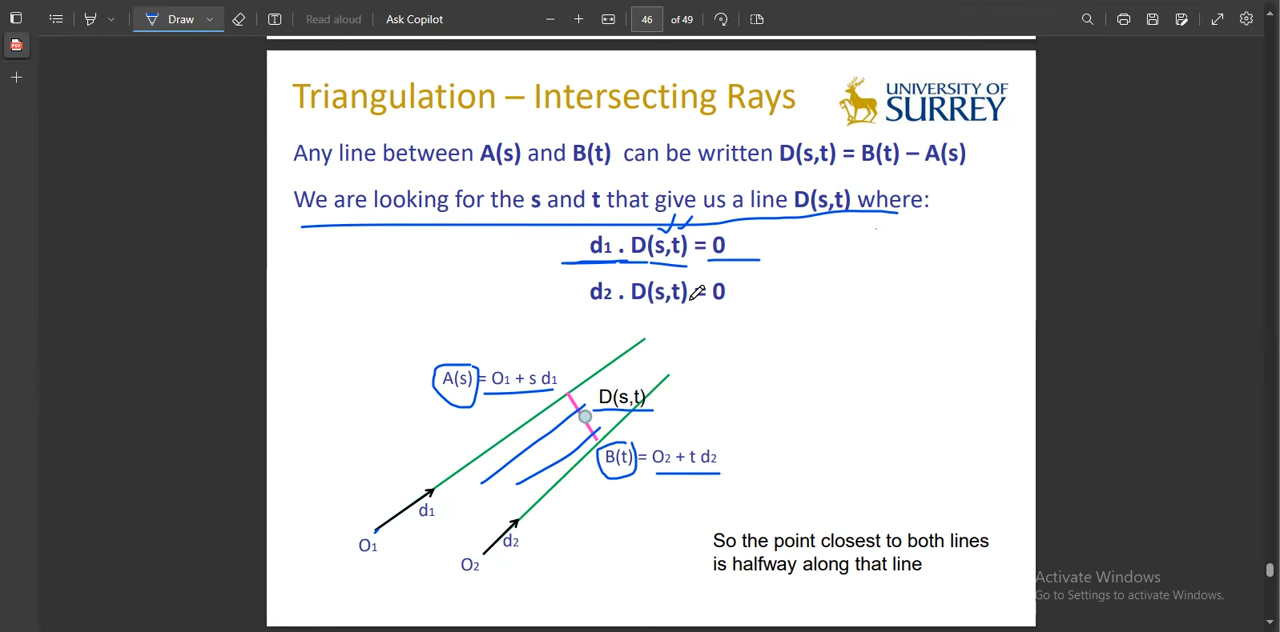 Draw
Read aloud
Ask Copilot
46
of 49
Triangulation – Intersecting Rays
UNIVERSITY OF
SURREY
Any line between A(s) and B(t) can be written D(s,t) = B(t) – A(s)
We are looking for the s and t that give us a line D(s,t) where:
d1 . D(s,t) = 0
d2 . D(s,t) = 0
A(s) = O1 + s d1
D(s,t)
B(t) = O2 + t d2
d1
O1
d2
O2
So the point closest to both lines
is halfway along that line
Activate Windows
Go to Settings to activate Windows.